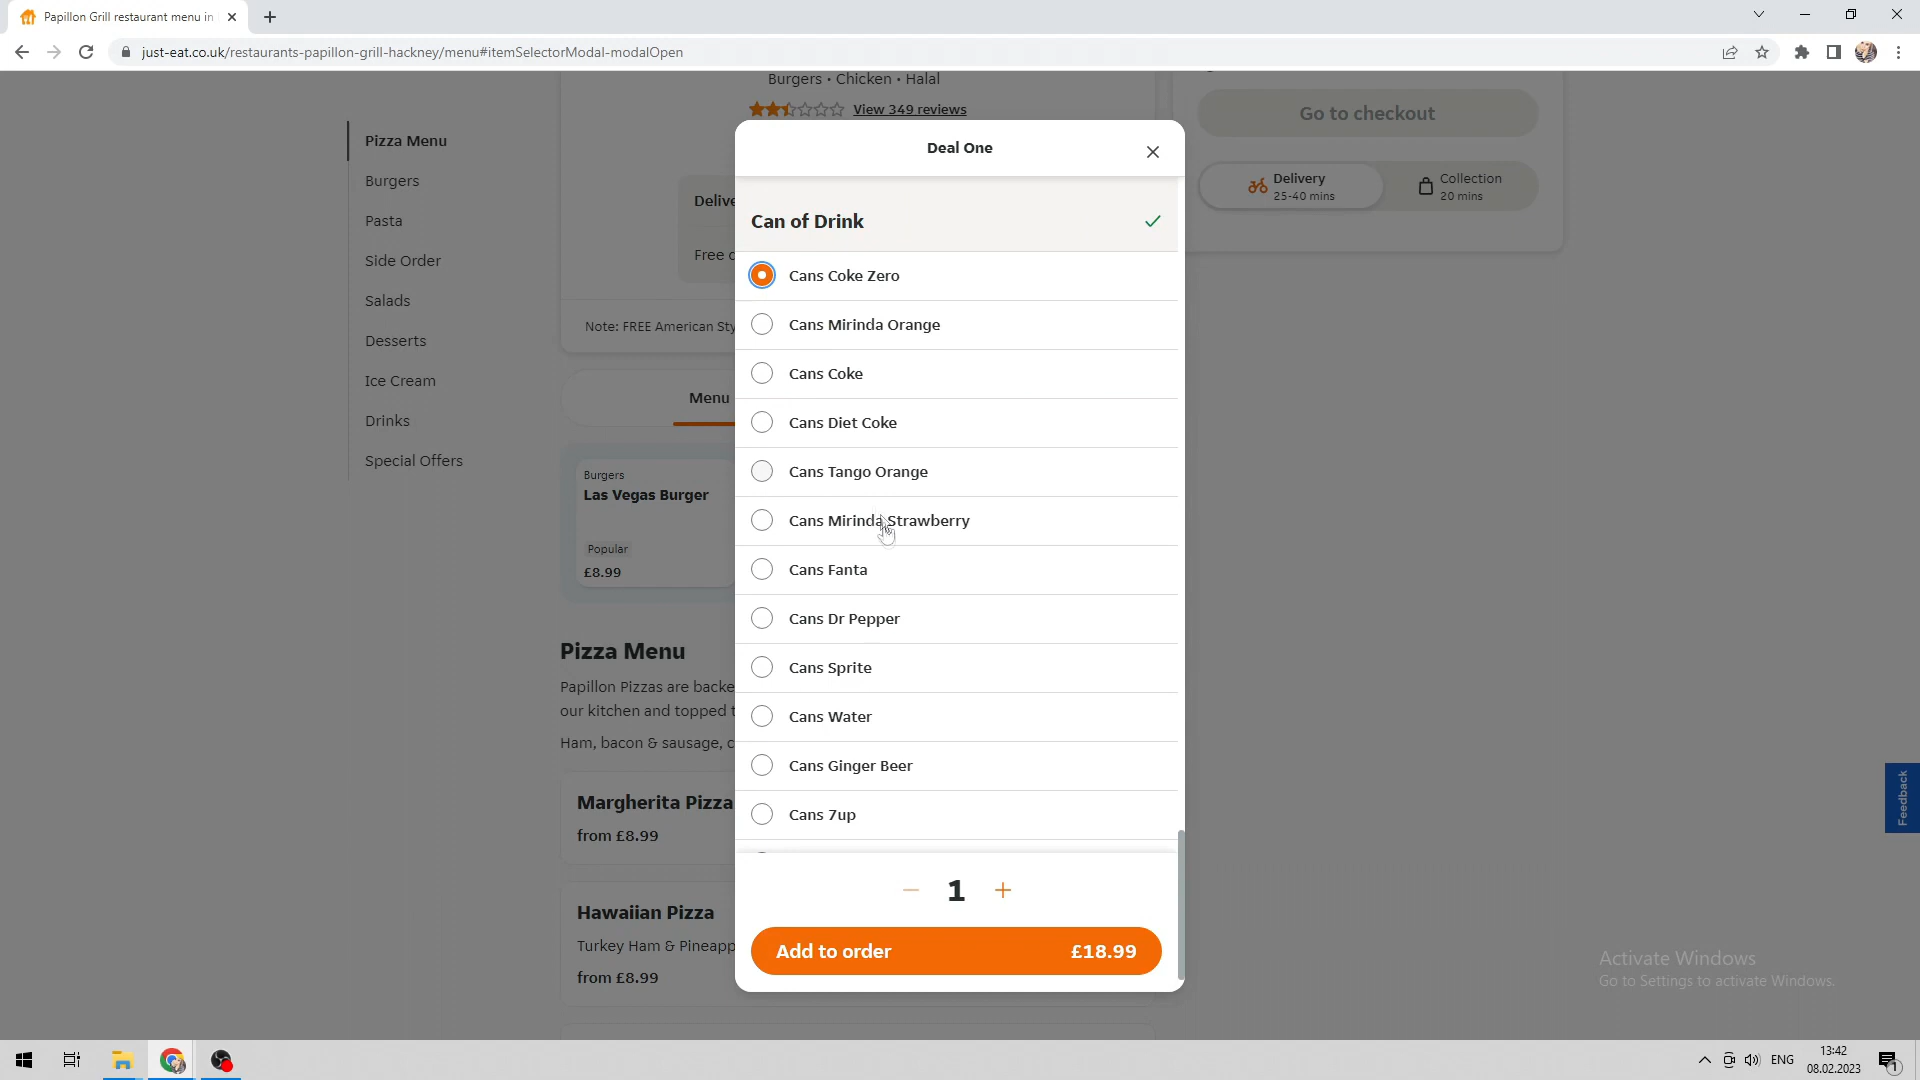 Papillon Grill restaurant menu in
just-eat.co.uk/restaurants-papillon-grill-hackney/menu#itemSelectorModal-modalOpen
Burgers • Chicken • Halal
View 349 reviews
Go to checkout
Delivery
25-40 mins
Collection
20 mins
Pizza Menu
Burgers
Pasta
Side Order
Salads
Desserts
Ice Cream
Drinks
Special Offers
Delive
Free
Note: FREE American Sty
Menu
Burgers
Las Vegas Burger
Popular
£8.99
Pizza Menu
Papillon Pizzas are backe
our kitchen and topped t
Ham, bacon & sausage, c
Margherita Pizza
from £8.99
Hawaiian Pizza
Turkey Ham & Pineapp
from £8.99
Deal One
Can of Drink
Cans Coke Zero
Cans Mirinda Orange
Cans Coke
Cans Diet Coke
Cans Tango Orange
Cans Mirinda Strawberry
Cans Fanta
Cans Dr Pepper
Cans Sprite
Cans Water
Cans Ginger Beer
Cans 7up
1
Add to order £18.99
Feedback
Activate Windows
Go to Settings to activate Windows.
ENG
13:42
08.02.2023
1